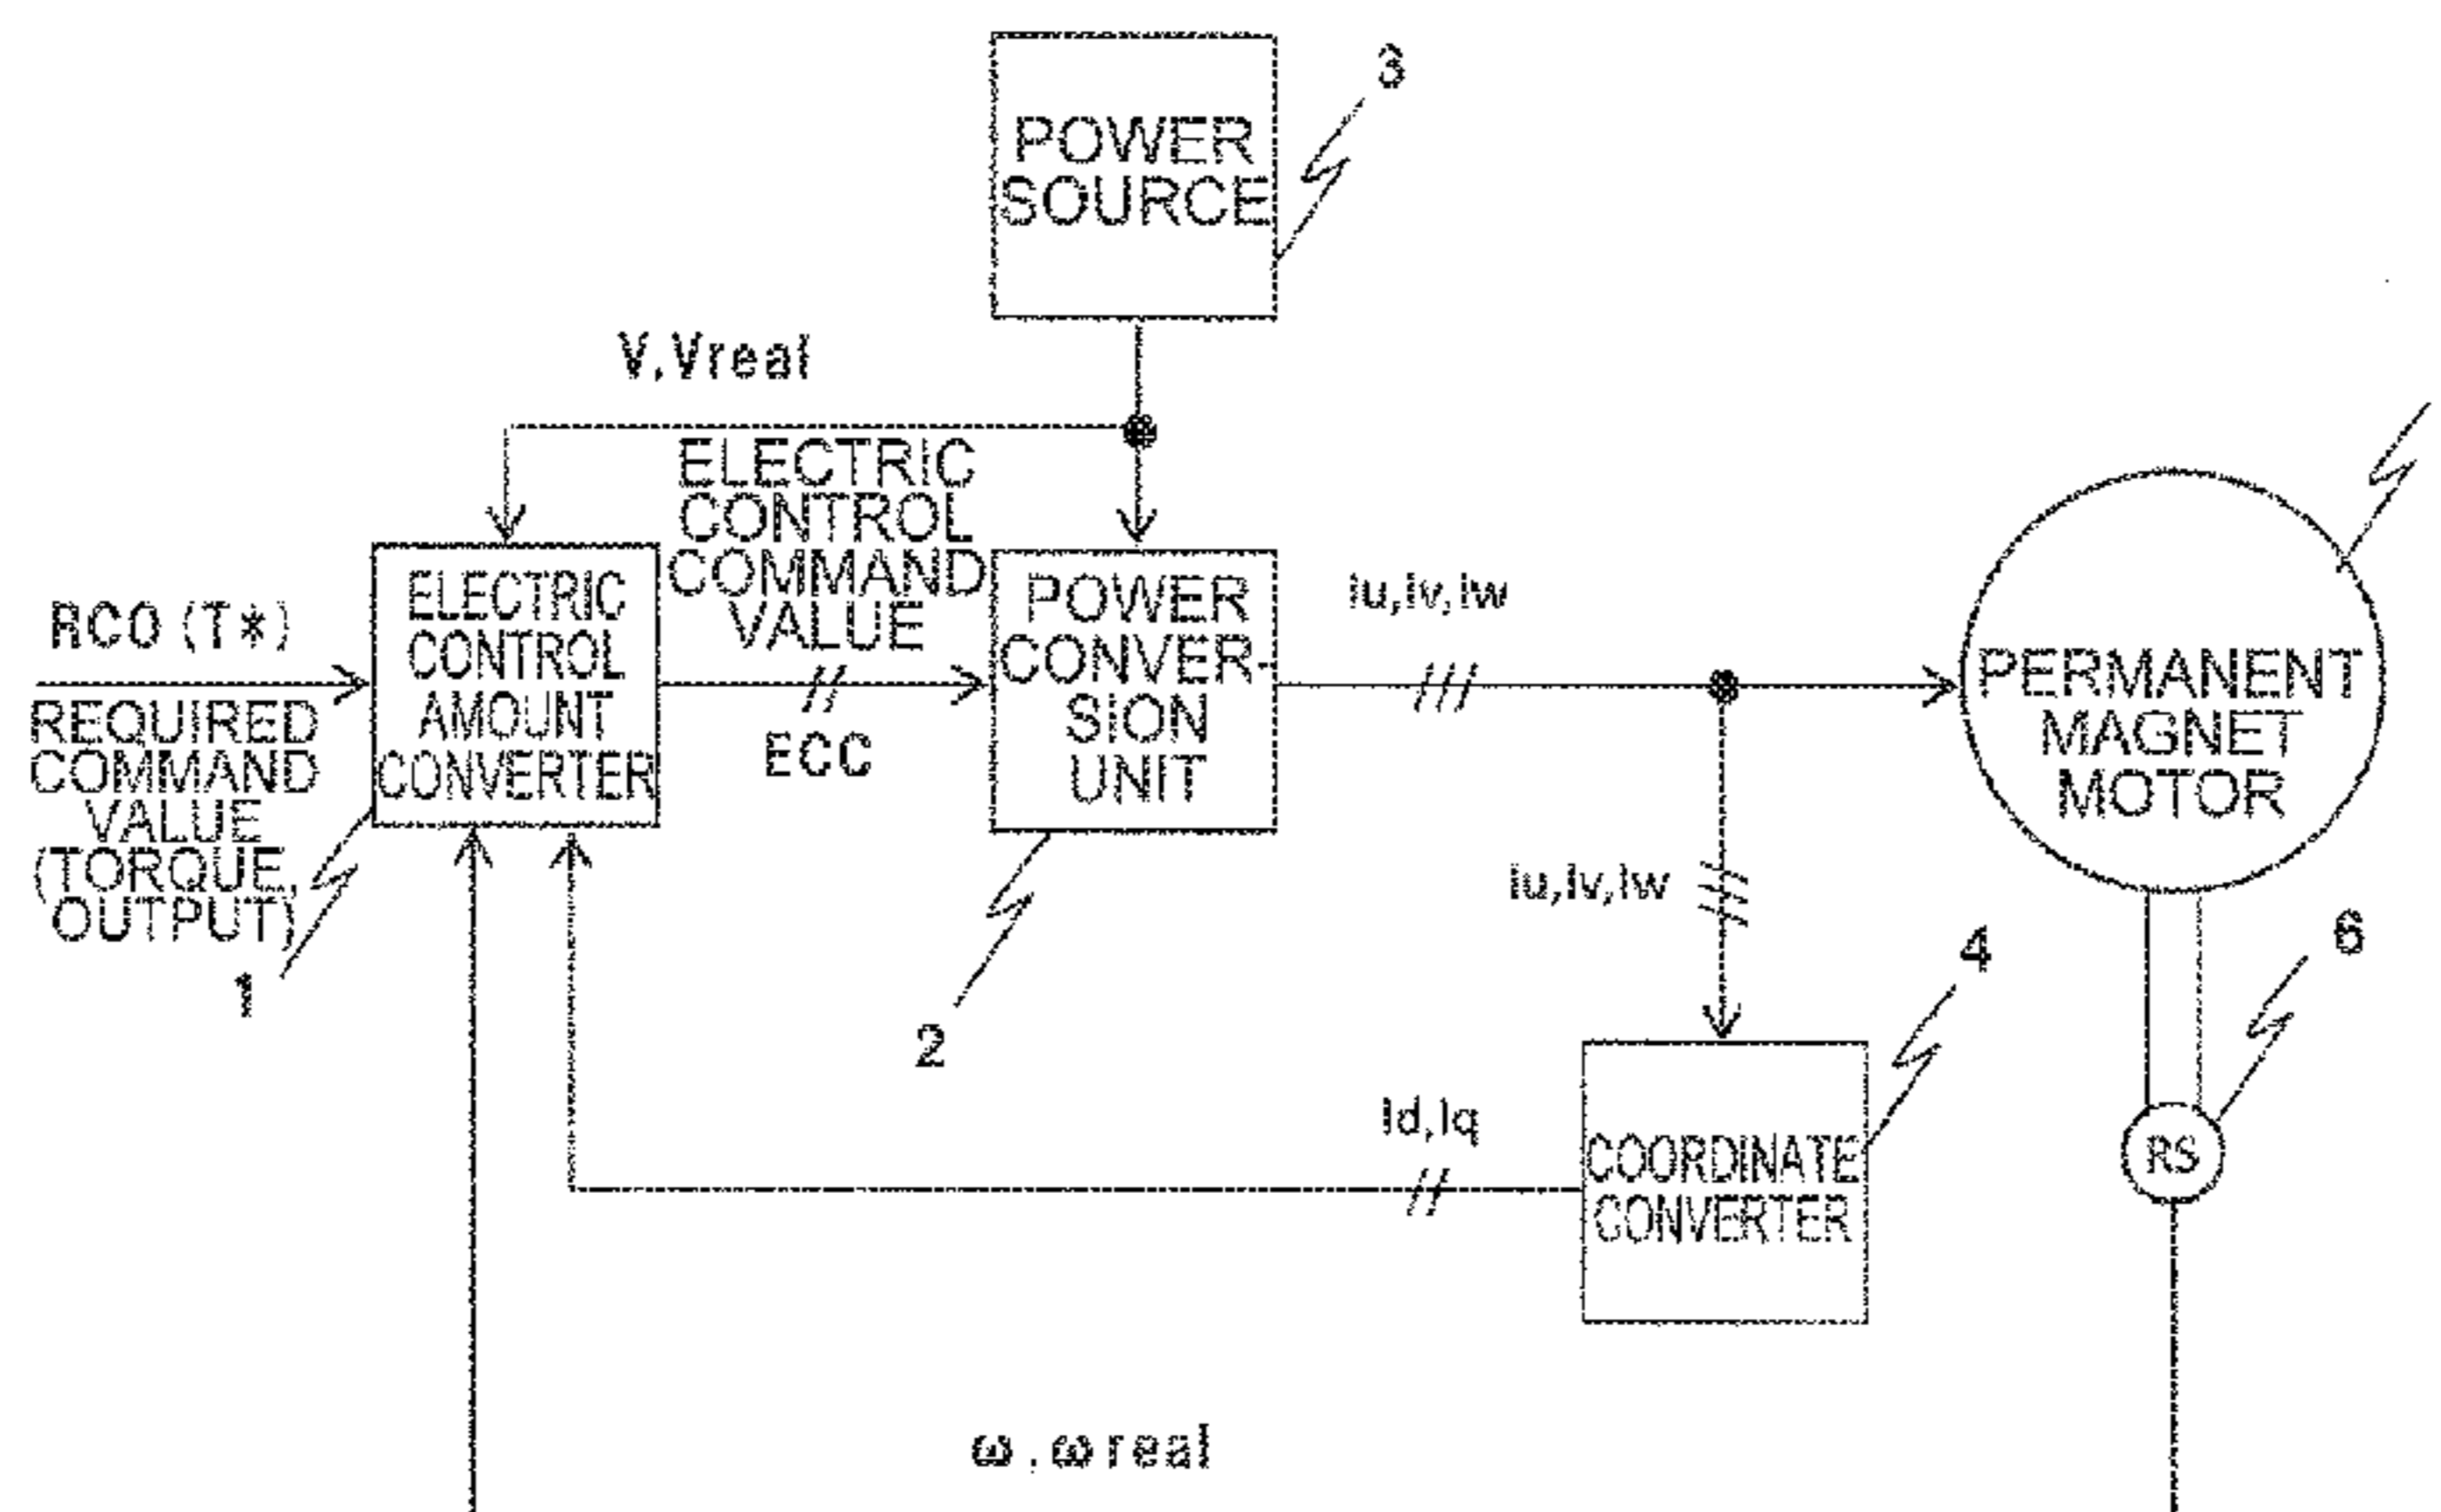 3
POWER
SOURCE
V,Vreal
ELECTRIC
CONTROL
COMMAND
VALUE
ECC
RCO (T*)
REQUIRED
COMMAND
VALUE
(TORQUE,
OUTPUT)
1
ELECTRIC
CONTROL
AMOUNT
CONVERTER
POWER
CONVER-
SION
UNIT
2
Iu,Iv,Iw
PERMANENT
MAGNET
MOTOR
Iu,Iv,Iw
4
6
Id,Iq
COORDINATE
CONVERTER
RS
ω,ωreal